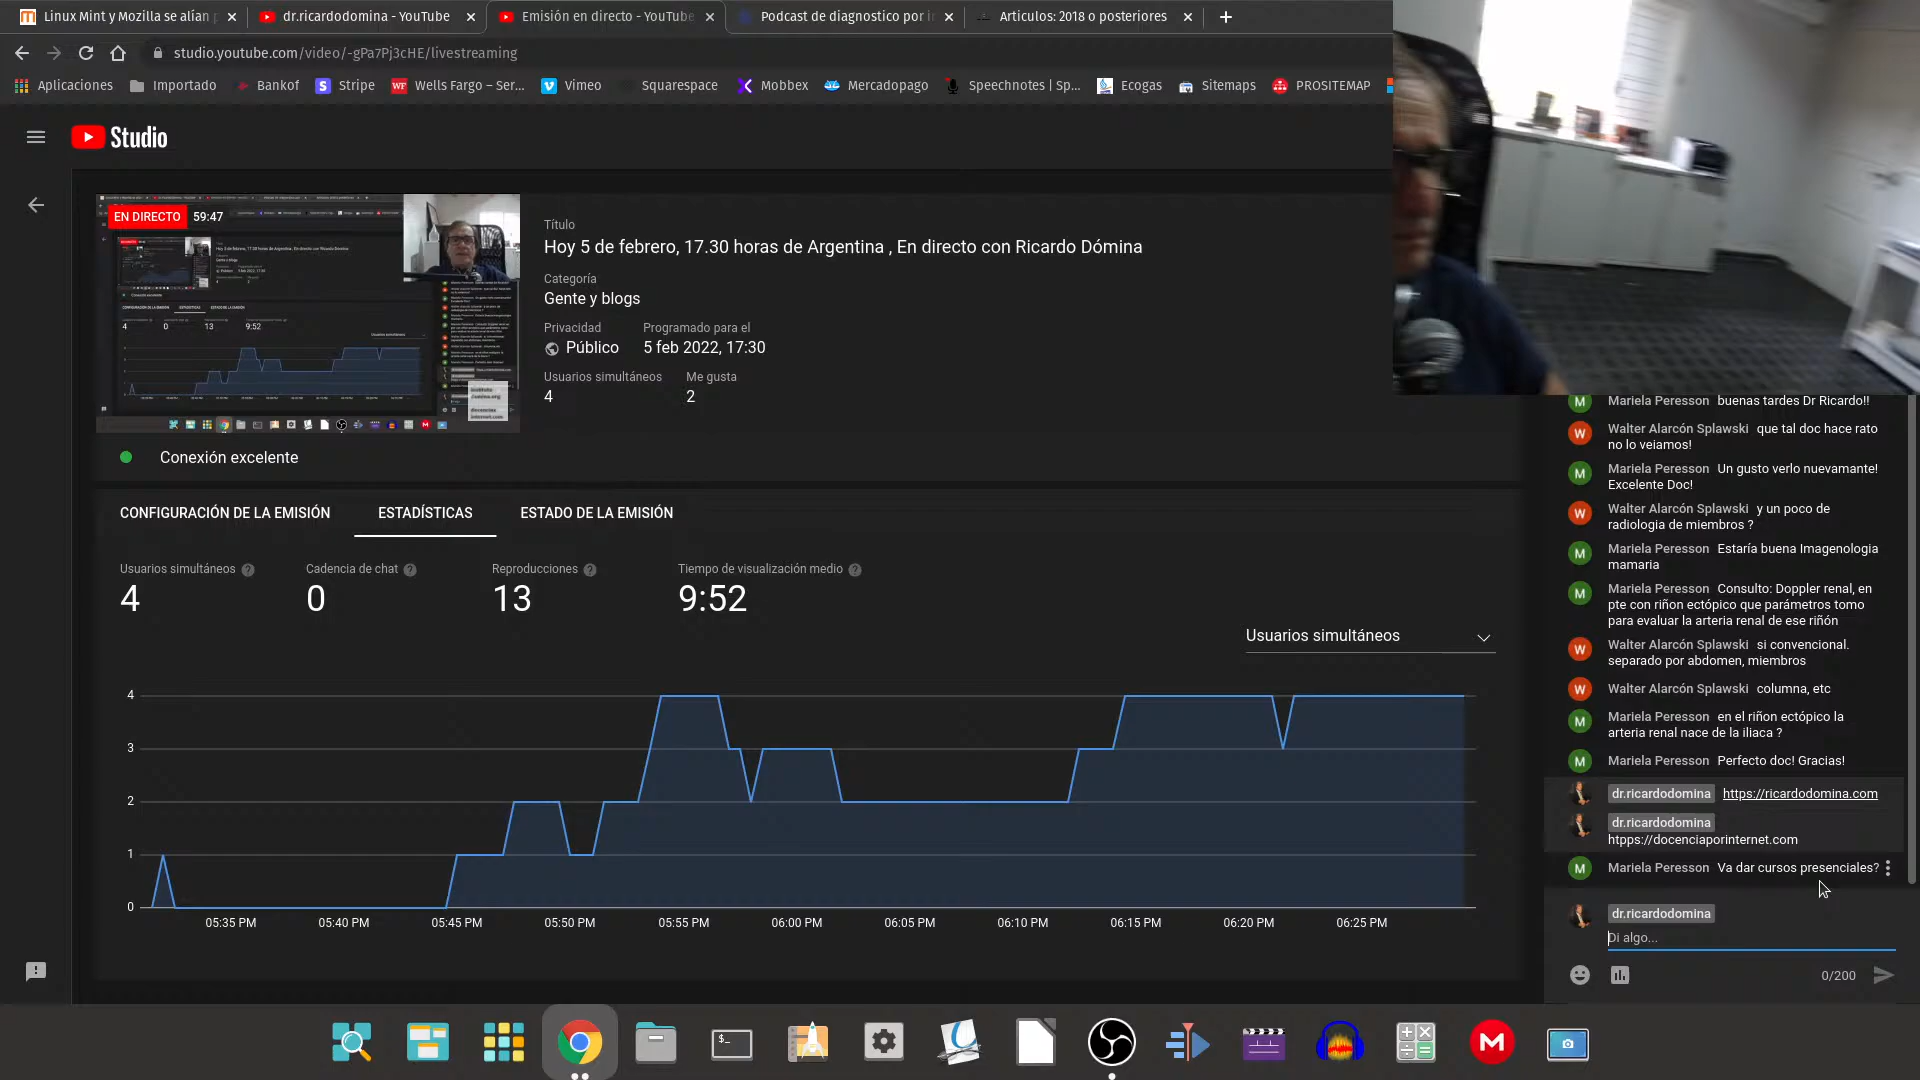 Linux Mint y Mozilla se alían
dr.ricardodomina - YouTube
Emisión en directo - YouTube
Podcast de diagnostico por i
Articulos: 2018 o posteriores
studio.youtube.com/video/-gPa7Pj3cHE/livestreaming
Aplicaciones
Importado
Bankof
Stripe
Wells Fargo – Ser...
Vimeo
Squarespace
Mobbex
Mercadopago
Speechnotes | Sp...
Ecogas
Sitemaps
PROSITEMAP
Studio
EN DIRECTO 59:47
Título
Hoy 5 de febrero, 17.30 horas de Argentina , En directo con Ricardo Dómina
Categoría
Gente y blogs
Privacidad
Público
Programado para el
5 feb 2022, 17:30
Usuarios simultáneos
4
Me gusta
2
Conexión excelente
CONFIGURACIÓN DE LA EMISIÓN
ESTADÍSTICAS
ESTADO DE LA EMISIÓN
Usuarios simultáneos
4
Cadencia de chat
0
Reproducciones
13
Tiempo de visualización medio
9:52
Usuarios simultáneos
4
3
2
1
0
05:35 PM
05:40 PM
05:45 PM
05:50 PM
05:55 PM
06:00 PM
06:05 PM
06:10 PM
06:15 PM
06:20 PM
06:25 PM
Mariela Peresson buenas tardes Dr Ricardo!!
Walter Alarcón Splawski que tal doc hace rato
no lo veiamos!
Mariela Peresson Un gusto verlo nuevamante!
Excelente Doc!
Walter Alarcón Splawski y un poco de
radiologia de miembros ?
Mariela Peresson Estaría buena Imagenologia
mamaria
Mariela Peresson Consulto: Doppler renal, en
pte con riñon ectópico que parámetros tomo
para evaluar la arteria renal de ese riñón
Walter Alarcón Splawski si convencional.
separado por abdomen, miembros
Walter Alarcón Splawski columna, etc
Mariela Peresson en el riñon ectópico la
arteria renal nace de la iliaca ?
Mariela Peresson Perfecto doc! Gracias!
dr.ricardodomina https://ricardodomina.com
dr.ricardodomina
htpps://docenciaporinternet.com
Mariela Peresson Va dar cursos presenciales?
dr.ricardodomina
Di algo...
0/200